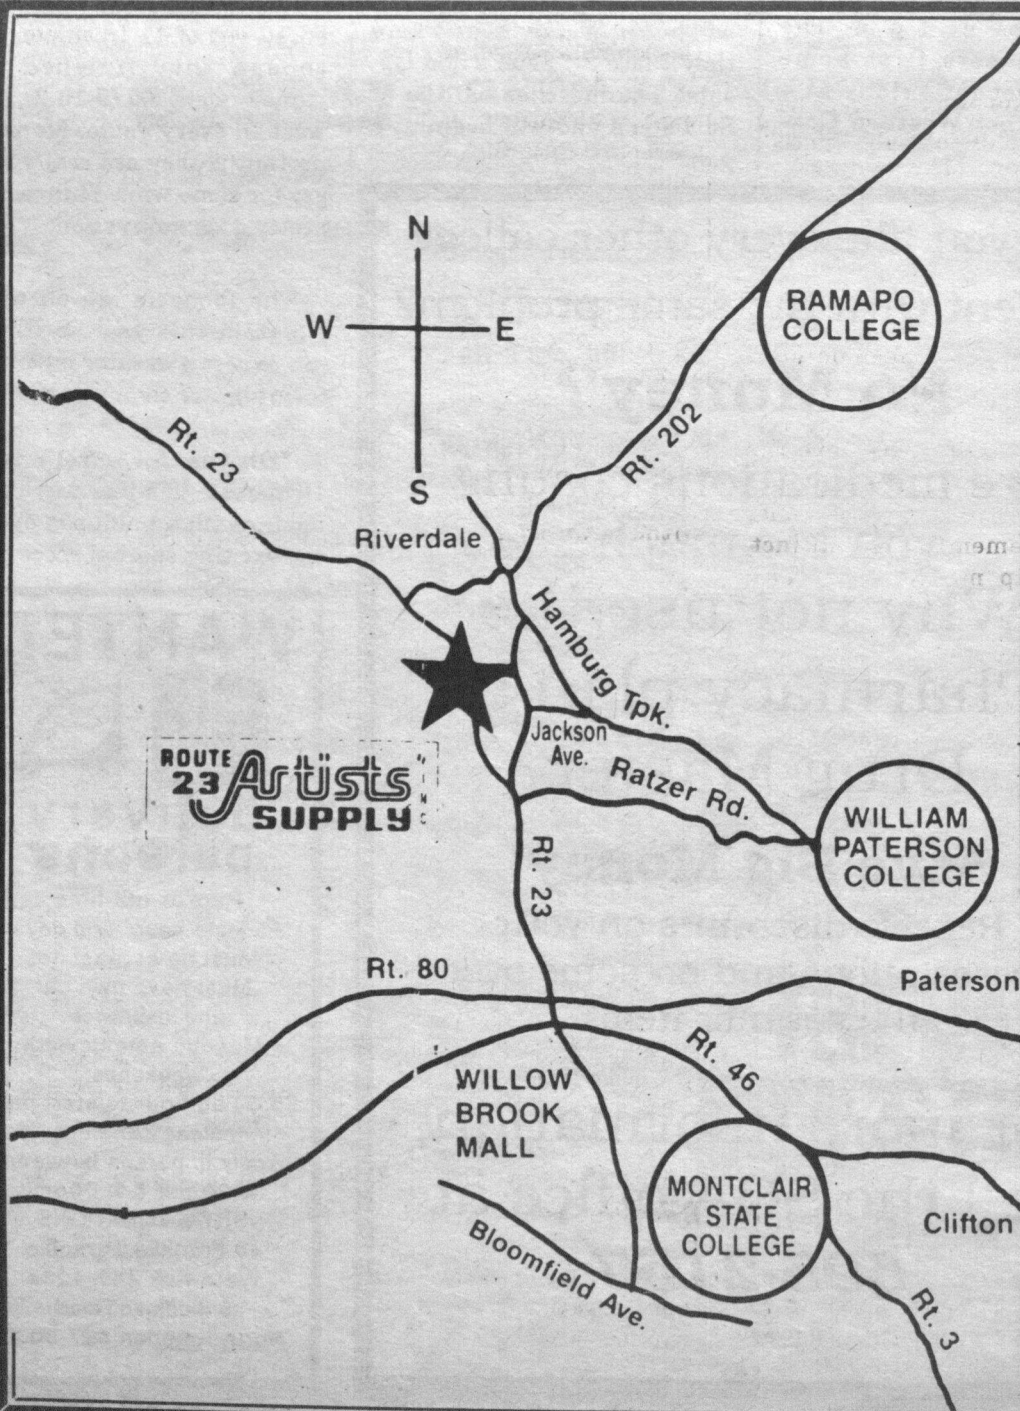 N
W E
S
RAMAPO
COLLEGE
Rt. 23
Rt. 202
Riverdale
Hamburg Tpk.
Jackson
Ave.
Ratzer Rd.
ROUTE
23 Artists
SUPPLY INC
WILLIAM
PATERSON
COLLEGE
Rt. 23
Rt. 80
Paterson
Rt. 46
WILLOW
BROOK
MALL
MONTCLAIR
STATE
COLLEGE
Clifton
Bloomfield Ave.
Rt. 3